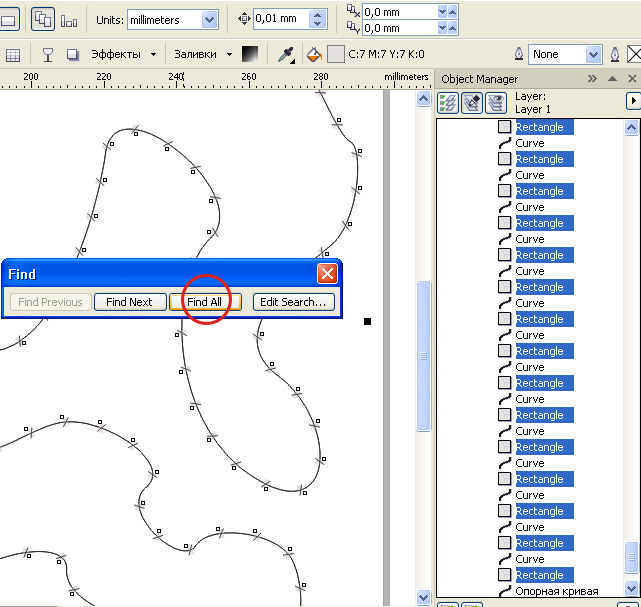 Units: millimeters
0,01 mm
0,0 mm
0,0 mm
Эффекты
Заливки
C:7 M:7 Y:7 K:0
None
200 220 240 260 280 millimeters
Object Manager
Layer:
Layer 1
Rectangle
Curve
Rectangle
Curve
Rectangle
Curve
Rectangle
Curve
Rectangle
Curve
Rectangle
Curve
Rectangle
Curve
Rectangle
Curve
Rectangle
Curve
Rectangle
Curve
Rectangle
Curve
Rectangle
Curve
Rectangle
Curve
Rectangle
Curve
Rectangle
Опорная кривая
Find
Find Previous Find Next Find All Edit Search...